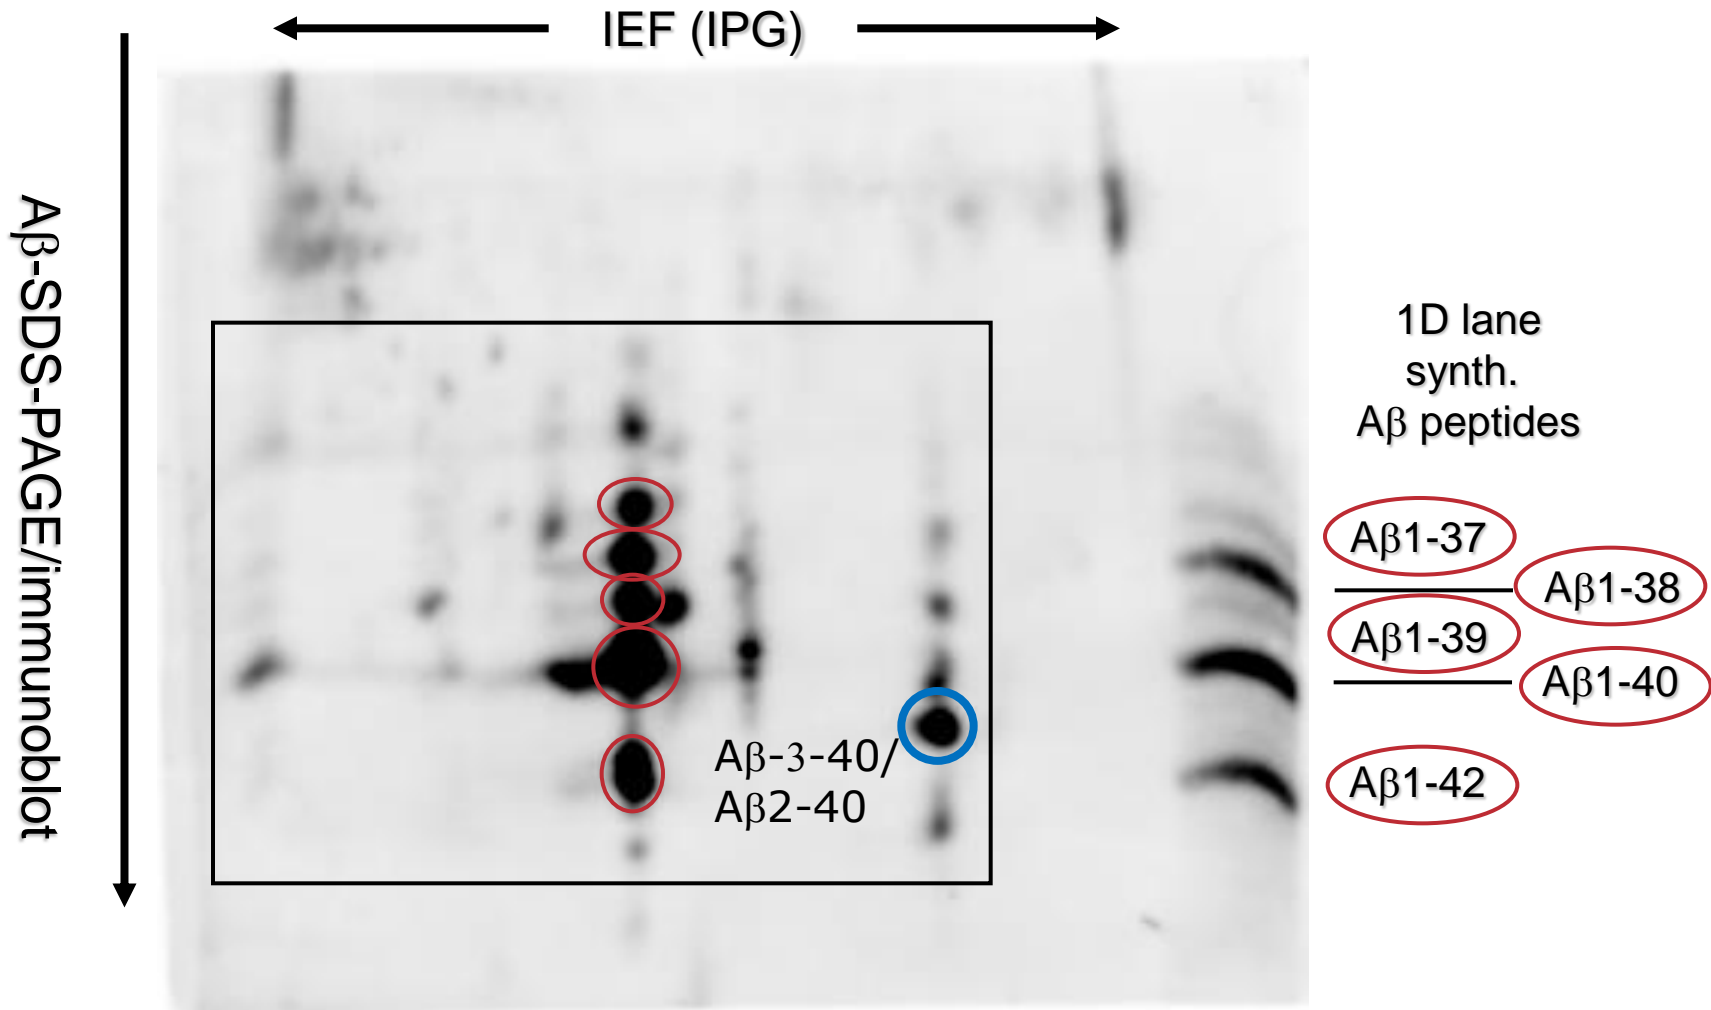 IEF (IPG)
Aβ-SDS-PAGE/immunoblot
1D lane
synth.
Aβ peptides
Aβ1-37
Aβ1-38
Aβ1-39
Aβ1-40
Aβ1-42
Aβ-3-40/
Aβ2-40